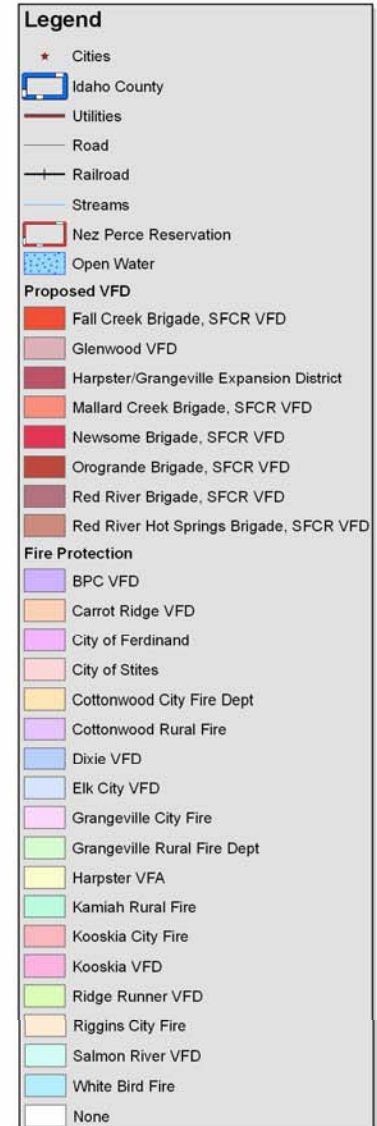 Legend
Cities
Idaho County
Utilities
Road
Railroad
Streams
Nez Perce Reservation
Open Water
Proposed VFD
Fall Creek Brigade, SFCR VFD
Glenwood VFD
Harpster/Grangeville Expansion District
Mallard Creek Brigade, SFCR VFD
Newsome Brigade, SFCR VFD
Orogrande Brigade, SFCR VFD
Red River Brigade, SFCR VFD
Red River Hot Springs Brigade, SFCR VFD
Fire Protection
BPC VFD
Carrot Ridge VFD
City of Ferdinand
City of Stites
Cottonwood City Fire Dept
Cottonwood Rural Fire
Dixie VFD
Elk City VFD
Grangeville City Fire
Grangeville Rural Fire Dept
Harpster VFA
Kamiah Rural Fire
Kooskia City Fire
Kooskia VFD
Ridge Runner VFD
Riggins City Fire
Salmon River VFD
White Bird Fire
None